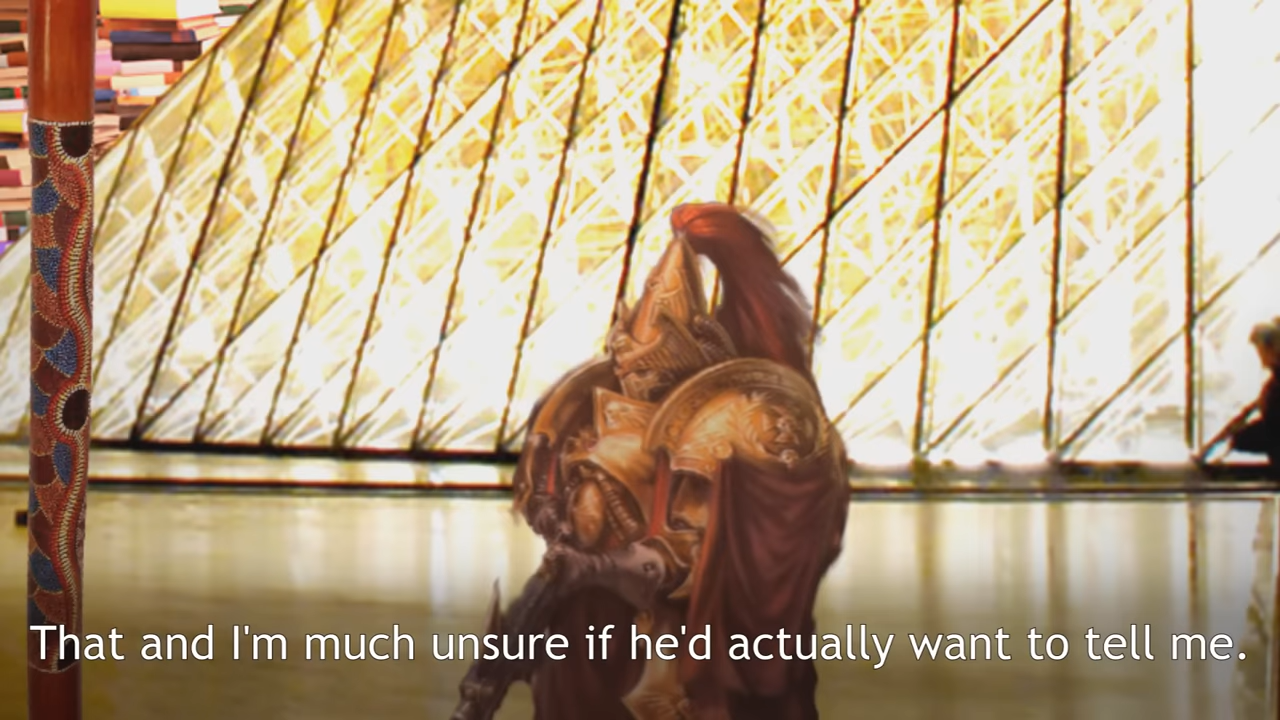 That and I'm much unsure if he'd actually want to tell me.